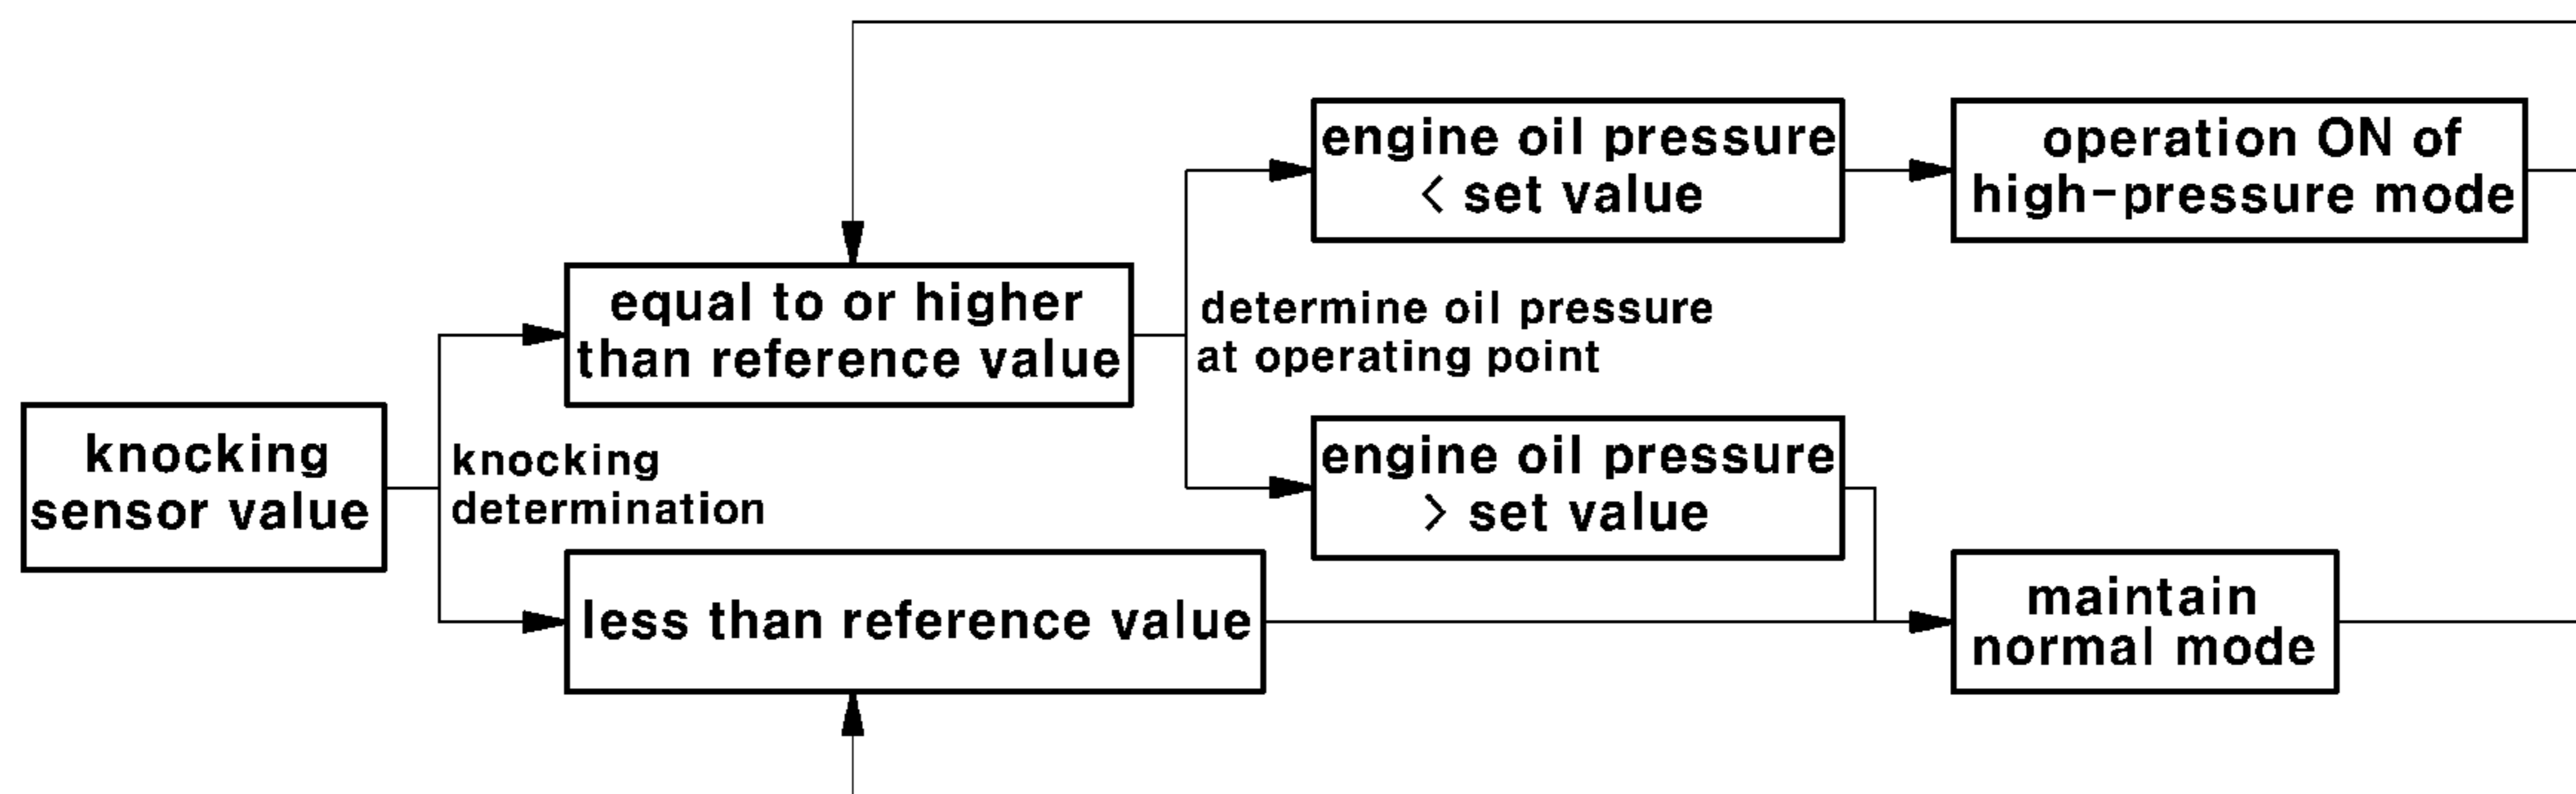 knocking
sensor value
knocking
determination
equal to or higher
than reference value
less than reference value
determine oil pressure
at operating point
engine oil pressure
< set value
engine oil pressure
> set value
operation ON of
high-pressure mode
maintain
normal mode